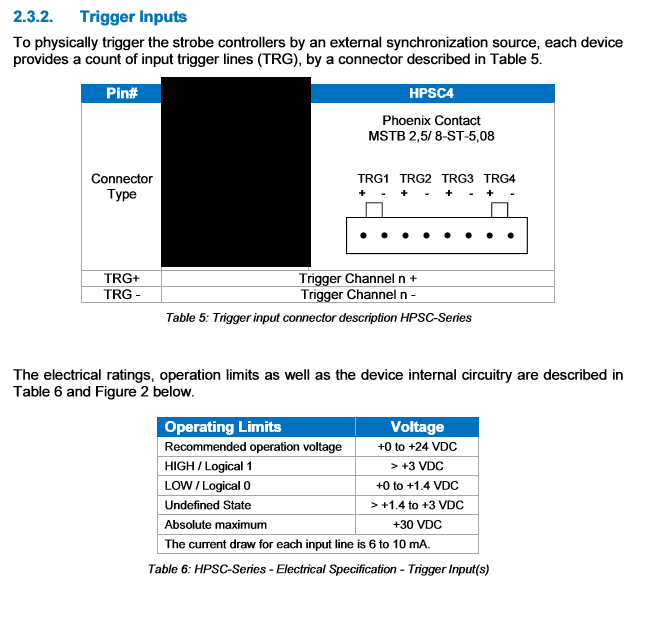 2.3.2. Trigger Inputs
To physically trigger the strobe controllers by an external synchronization source, each device
provides a count of input trigger lines (TRG), by a connector described in Table 5.
Pin# HPSC4
Phoenix Contact
MSTB 2,5/ 8-ST-5,08
Connector
Type
TRG1 TRG2 TRG3 TRG4
+ - + - + - + -
TRG+ Trigger Channel n +
TRG - Trigger Channel n -
Table 5: Trigger input connector description HPSC-Series
The electrical ratings, operation limits as well as the device internal circuitry are described in
Table 6 and Figure 2 below.
Operating Limits Voltage
Recommended operation voltage +0 to +24 VDC
HIGH / Logical 1 > +3 VDC
LOW / Logical 0 +0 to +1.4 VDC
Undefined State > +1.4 to +3 VDC
Absolute maximum +30 VDC
The current draw for each input line is 6 to 10 mA.
Table 6: HPSC-Series - Electrical Specification - Trigger Input(s)